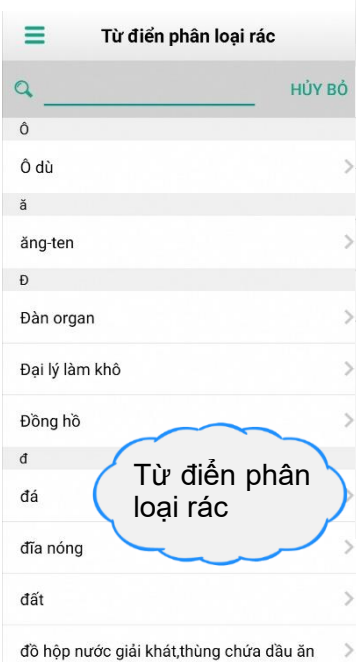 Từ điển phân loại rác
HỦY BỎ
Ô
Ô dù
ă
ăng-ten
Đ
Đàn organ
Đại lý làm khô
Đồng hồ
đ
đá
Từ điển phân
loại rác
đĩa nóng
đất
đồ hộp nước giải khát,thùng chứa dầu ăn